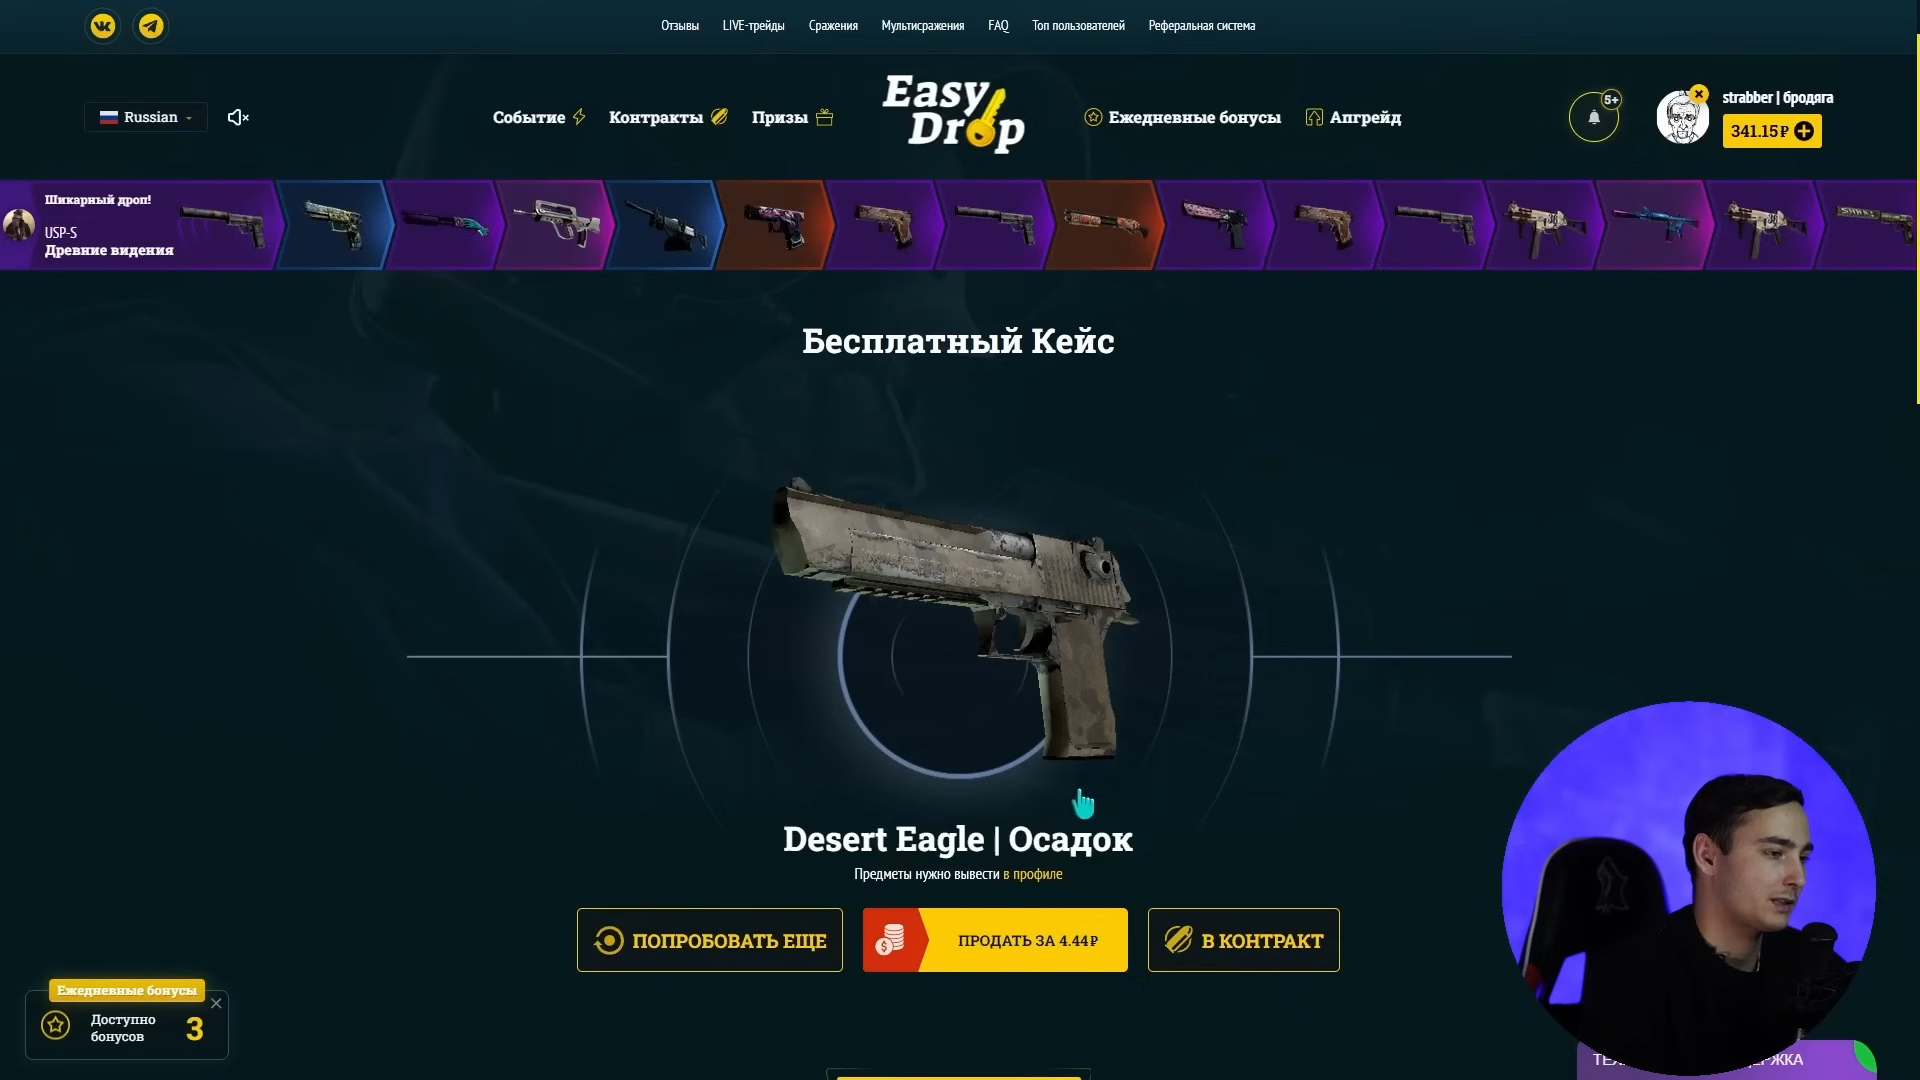 Отзывы LIVE-трейды Сражения Мультисражения FAQ Топ пользователей Реферальная система
Russian
Событие Контракты Призы
Easy Drop
Ежедневные бонусы Апгрейд
5+
strabber | бродяга
341.15₽
Шикарный дроп!
USP-S
Древние видения
Бесплатный Кейс
Desert Eagle | Осадок
Предметы нужно вывести в профиле
ПОПРОБОВАТЬ ЕЩЕ
ПРОДАТЬ ЗА 4.44₽
В КОНТРАКТ
Ежедневные бонусы
Доступно
бонусов
3